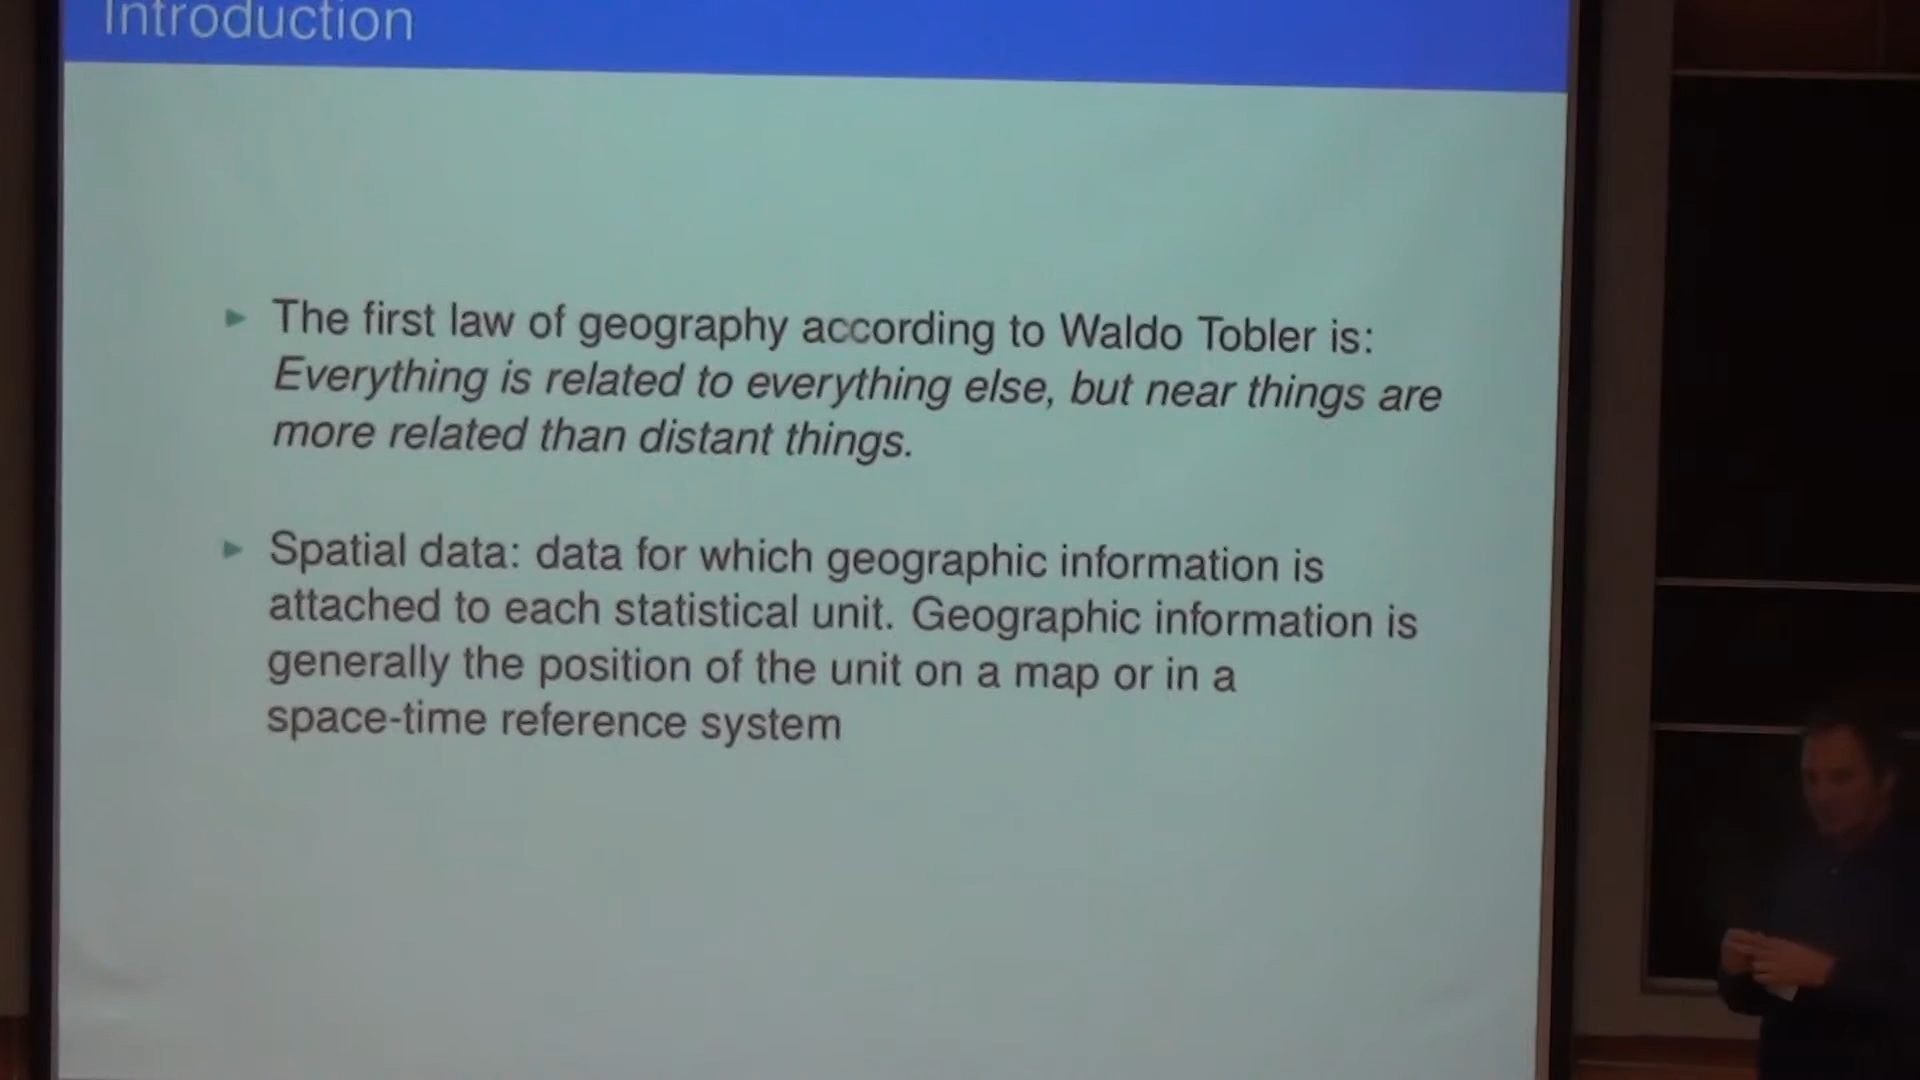 Introduction
The first law of geography according to Waldo Tobler is:
Everything is related to everything else, but near things are
more related than distant things.
Spatial data: data for which geographic information is
attached to each statistical unit. Geographic information is
generally the position of the unit on a map or in a
space-time reference system